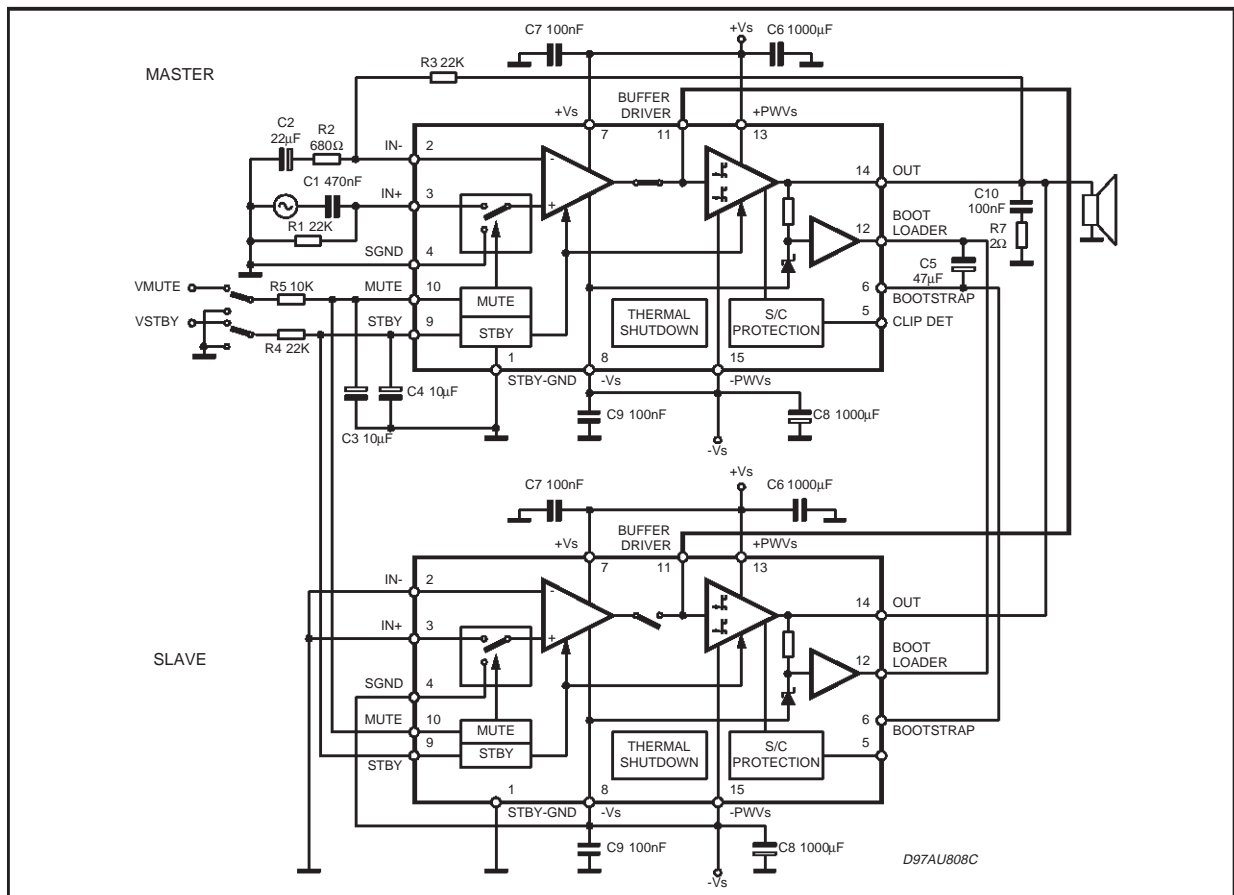 C7 100nF
+Vs
C6 1000µF
MASTER
R3 22K
BUFFER
DRIVER
+Vs
+PWVs
7
11
13
C2
22µF
R2
680Ω
IN-
2
-
14
OUT
C1 470nF
IN+
3
+
C10
100nF
R1 22K
BOOT
LOADER
12
SGND
4
R7
2Ω
C5
47µF
VMUTE
R5 10K
MUTE
10
MUTE
6
BOOTSTRAP
THERMAL
SHUTDOWN
S/C
PROTECTION
5
CLIP DET
VSTBY
STBY
9
STBY
R4 22K
1
8
15
STBY-GND
-Vs
-PWVs
C4 10µF
C9 100nF
C8 1000µF
C3 10µF
-Vs
+Vs
C7 100nF
C6 1000µF
BUFFER
DRIVER
+Vs
+PWVs
7
11
13
IN-
2
-
14
OUT
IN+
3
+
SLAVE
BOOT
LOADER
12
SGND
4
6
BOOTSTRAP
MUTE
10
MUTE
THERMAL
SHUTDOWN
S/C
PROTECTION
5
9
STBY
STBY
1
8
15
STBY-GND
-Vs
-PWVs
C9 100nF
C8 1000µF
D97AU808C
-Vs